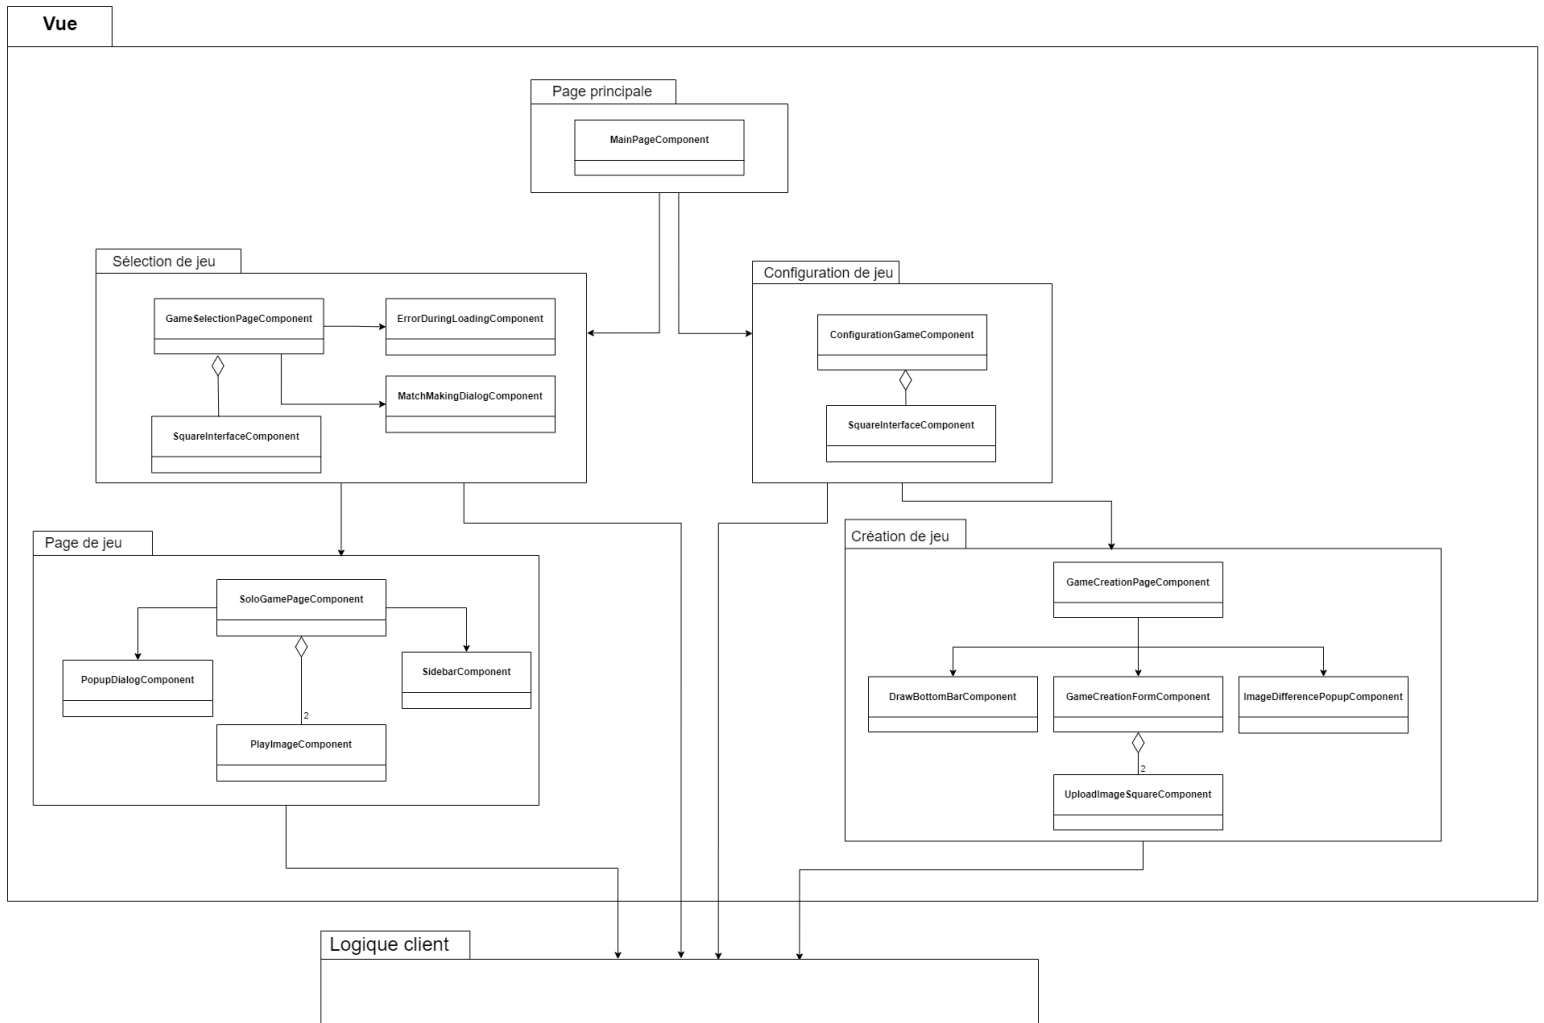 Vue
Page principale
MainPageComponent
Sélection de jeu
GameSelectionPageComponent
ErrorDuringLoadingComponent
MatchMakingDialogComponent
SquareInterfaceComponent
Configuration de jeu
ConfigurationGameComponent
SquareInterfaceComponent
Page de jeu
SoloGamePageComponent
PopupDialogComponent
SidebarComponent
2
PlayImageComponent
Création de jeu
GameCreationPageComponent
DrawBottomBarComponent
GameCreationFormComponent
ImageDifferencePopupComponent
2
UploadImageSquareComponent
Logique client